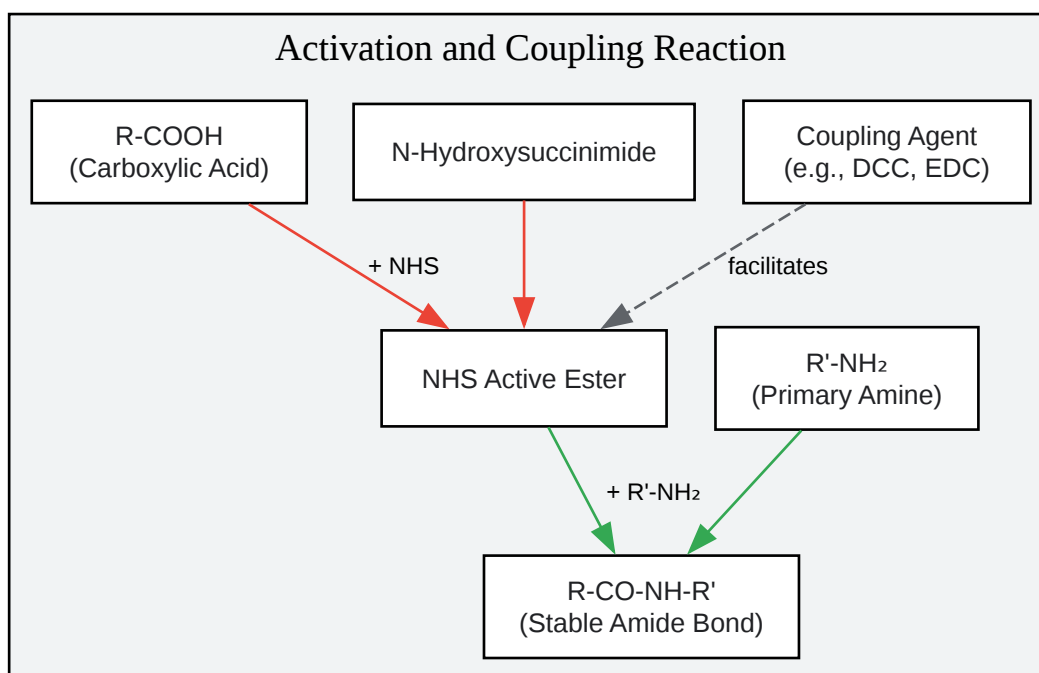 Activation and Coupling Reaction
R-COOH
(Carboxylic Acid)
N-Hydroxysuccinimide
Coupling Agent
(e.g., DCC, EDC)
+ NHS
facilitates
NHS Active Ester
R'-NH₂
(Primary Amine)
+ R'-NH₂
R-CO-NH-R'
(Stable Amide Bond)